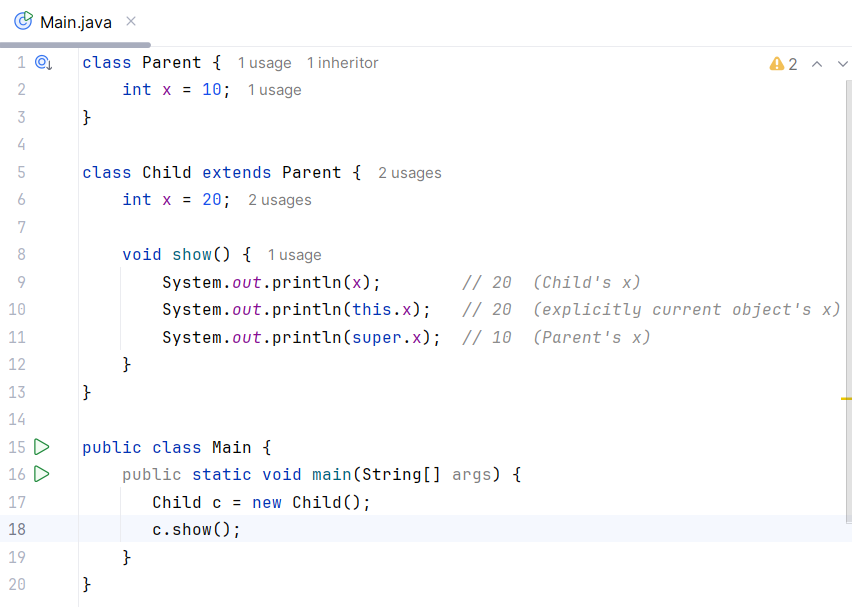 Main.java ×
1 class Parent { 1 usage 1 inheritor
2 int x = 10; 1 usage
3 }
4
5 class Child extends Parent { 2 usages
6 int x = 20; 2 usages
7
8 void show() { 1 usage
9 System.out.println(x); // 20 (Child's x)
10 System.out.println(this.x); // 20 (explicitly current object's x)
11 System.out.println(super.x); // 10 (Parent's x)
12 }
13 }
14
15 public class Main {
16 public static void main(String[] args) {
17 Child c = new Child();
18 c.show();
19 }
20 }
2